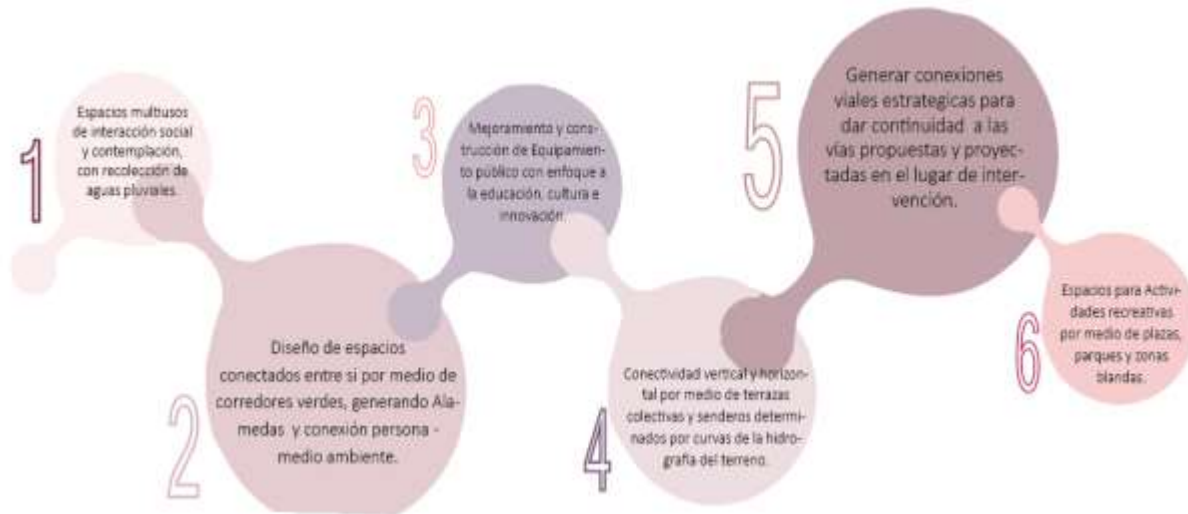 1
Espacios multiusos
de interacción social
y contemplación,
con recolección de
aguas pluviales.
2
Diseño de espacios
conectados entre si por medio de
corredores verdes, generando Ala-
medas y conexión persona -
medio ambiente.
3
Mejoramiento y cons-
trucción de Equipamien-
to público con enfoque a
la educación, cultura e
innovación.
4
Conectividad vertical y horizon-
tal por medio de terrazas
colectivas y senderos determi-
nados por curvas de la hidro-
grafia del terreno.
5
Generar conexiones
viales estrategicas para
dar continuidad a las
vías propuestas y proyec-
tadas en el lugar de inter-
vención.
6
Espacios para Activi-
dades recreativas
por medio de plazas,
parques y zonas
blandas.